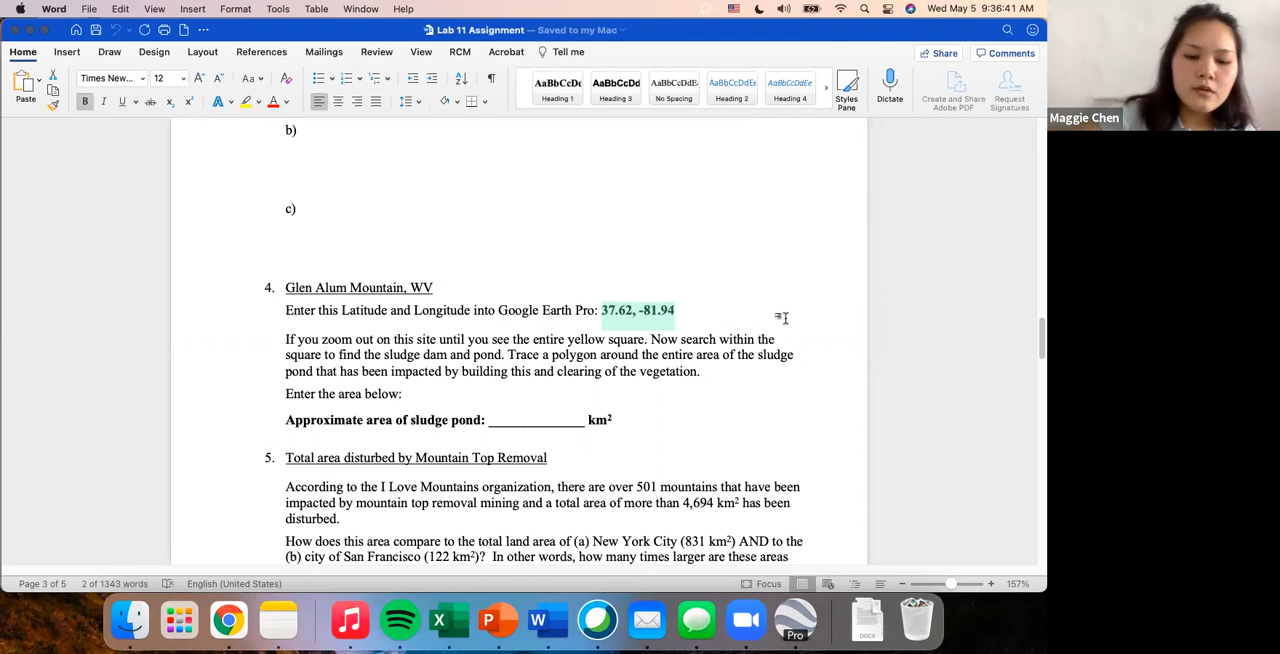 Word File Edit View Insert Format Tools Table Window Help Wed May 5 9:36:41 AM
Lab 11 Assignment — Saved to my Mac
Home Insert Draw Design Layout References Mailings Review View RCM Acrobat Tell me Share Comments
Paste Times New... 12 Aa B I U ab x₂ x² A A
AaBbCcDc Heading 1
AaBbCcDd Heading 3
AaBbCcDdE No Spacing
AaBbCcDdE Heading 2
AaBbCcDdEe Heading 4
Styles Pane
Dictate
Create and Share Adobe PDF
Request Signatures
Maggie Chen
b)
c)
4. Glen Alum Mountain, WV
Enter this Latitude and Longitude into Google Earth Pro: 37.62, -81.94
If you zoom out on this site until you see the entire yellow square. Now search within the
square to find the sludge dam and pond. Trace a polygon around the entire area of the sludge
pond that has been impacted by building this and clearing of the vegetation.
Enter the area below:
Approximate area of sludge pond: ______________ km²
5. Total area disturbed by Mountain Top Removal
According to the I Love Mountains organization, there are over 501 mountains that have been
impacted by mountain top removal mining and a total area of more than 4,694 km² has been
disturbed.
How does this area compare to the total land area of (a) New York City (831 km²) AND to the
(b) city of San Francisco (122 km²)? In other words, how many times larger are these areas
Page 3 of 5 2 of 1343 words English (United States) Focus 157%
X P W Pro DOCX